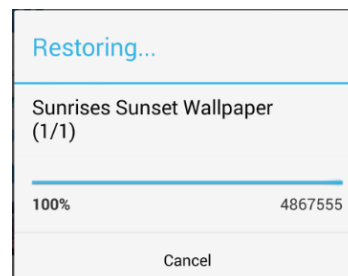 Restoring...
Sunrises Sunset Wallpaper
(1/1)
100% 4867555
Cancel